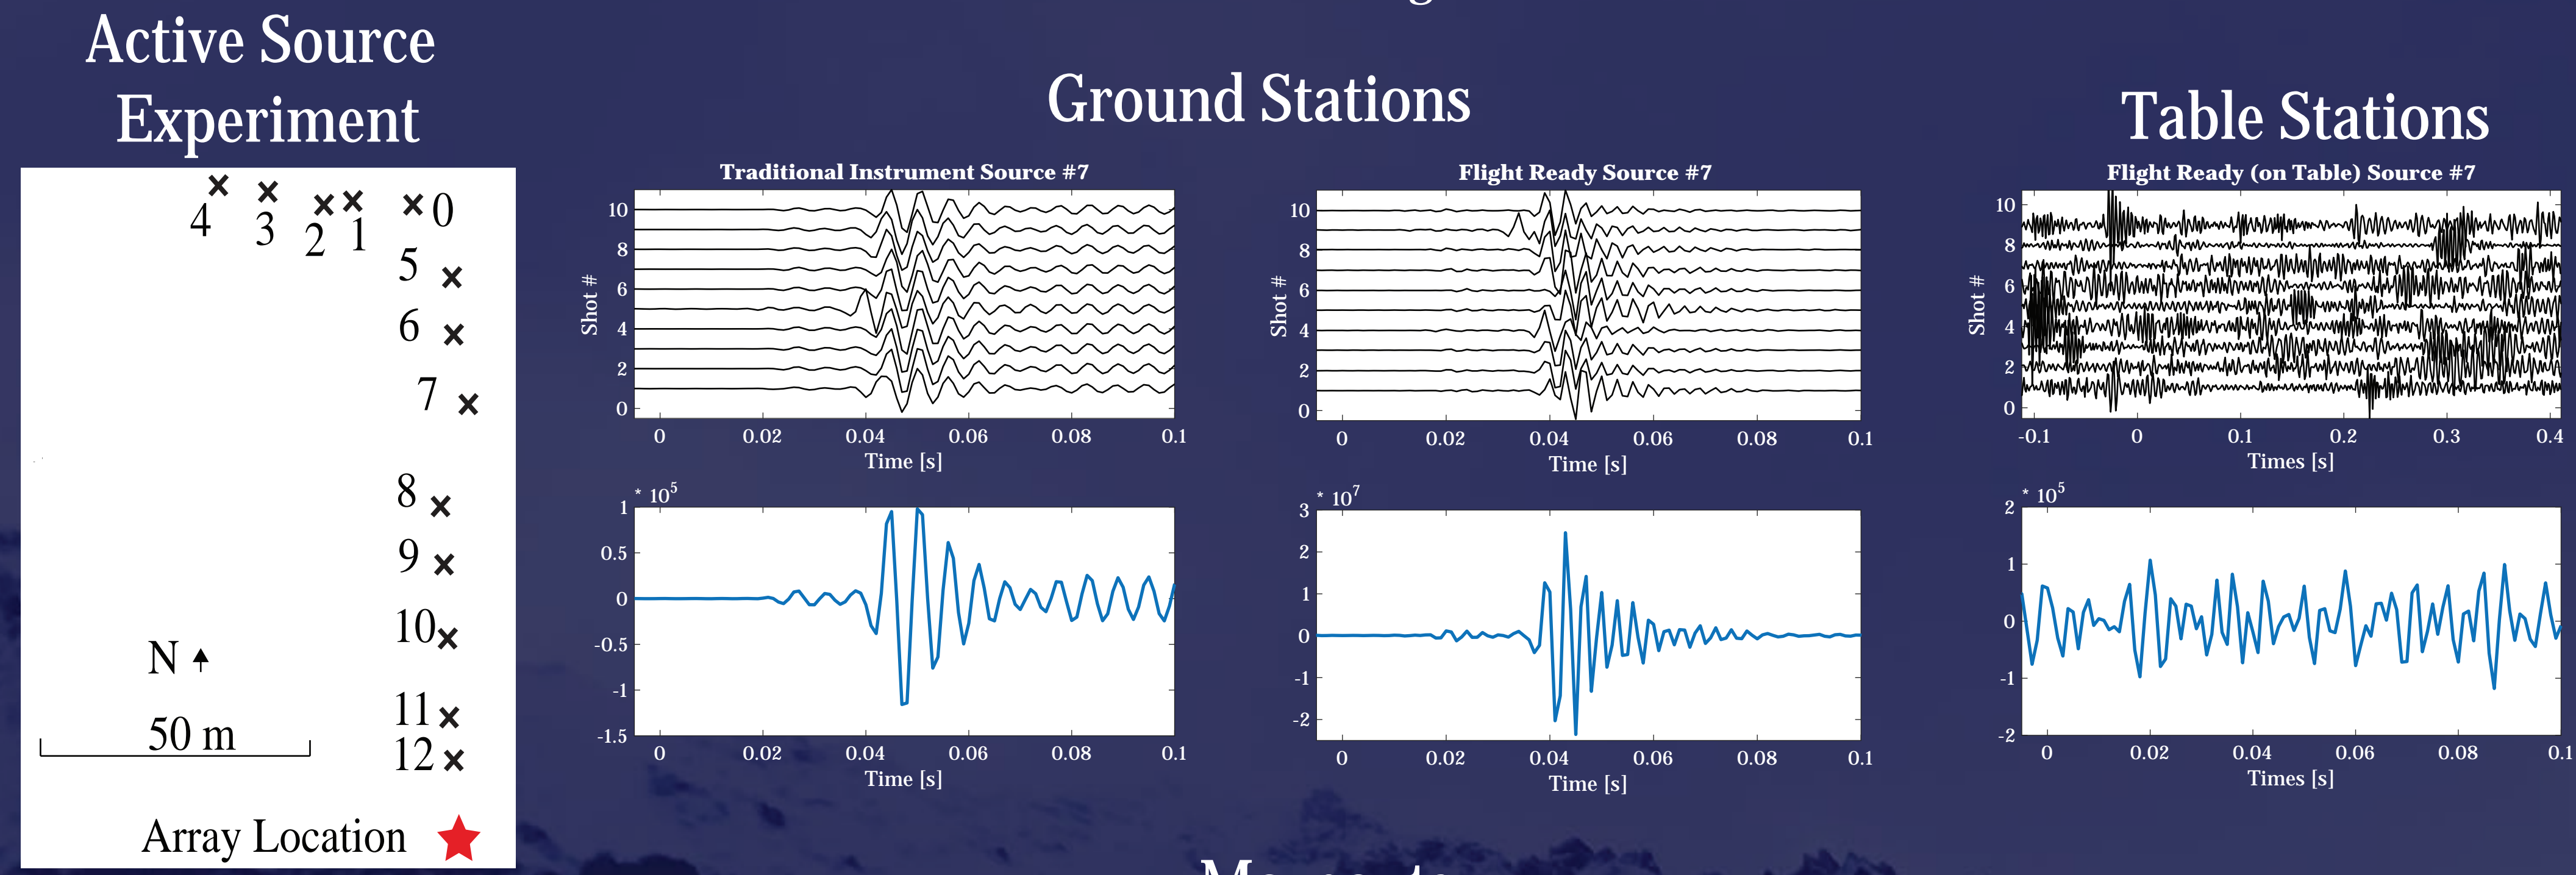 Active Source
Experiment
4
3
2
1
0
5
6
7
8
9
10
N
11
50 m
12
Array Location
Ground Stations
Traditional Instrument Source #7
10
8
6
4
2
0
Shot #
0 0.02 0.04 0.06 0.08 0.1
Time [s]
* 10^5
1
0.5
0
-0.5
-1
-1.5
0 0.02 0.04 0.06 0.08 0.1
Time [s]
Flight Ready Source #7
10
8
6
4
2
0
Shot #
0 0.02 0.04 0.06 0.08 0.1
Time [s]
* 10^7
3
2
1
0
-1
-2
0 0.02 0.04 0.06 0.08 0.1
Time [s]
Table Stations
Flight Ready (on Table) Source #7
10
8
6
4
2
0
Shot #
-0.1 0 0.1 0.2 0.3 0.4
Times [s]
* 10^5
2
1
0
-1
-2
0 0.02 0.04 0.06 0.08 0.1
Times [s]